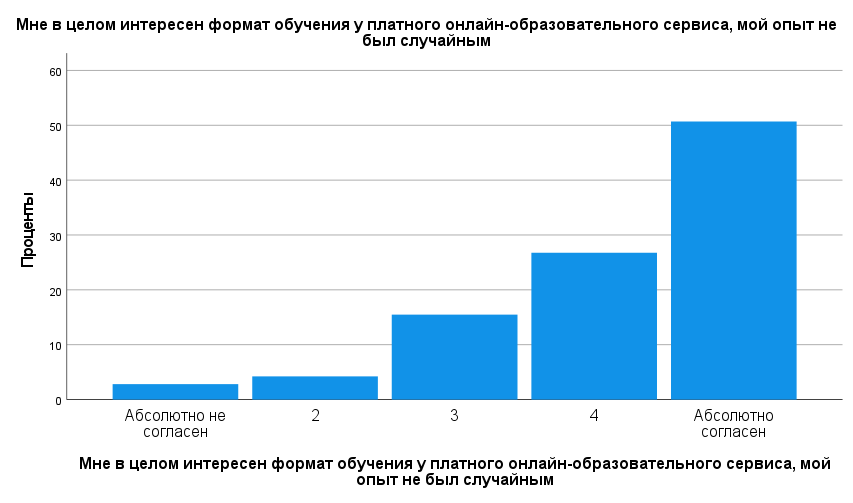 Мне в целом интересен формат обучения у платного онлайн-образовательного сервиса, мой опыт не
был случайным
60
50
40
30
20
10
0
Проценты
Абсолютно не
согласен
2
3
4
Абсолютно
согласен
Мне в целом интересен формат обучения у платного онлайн-образовательного сервиса, мой
опыт не был случайным